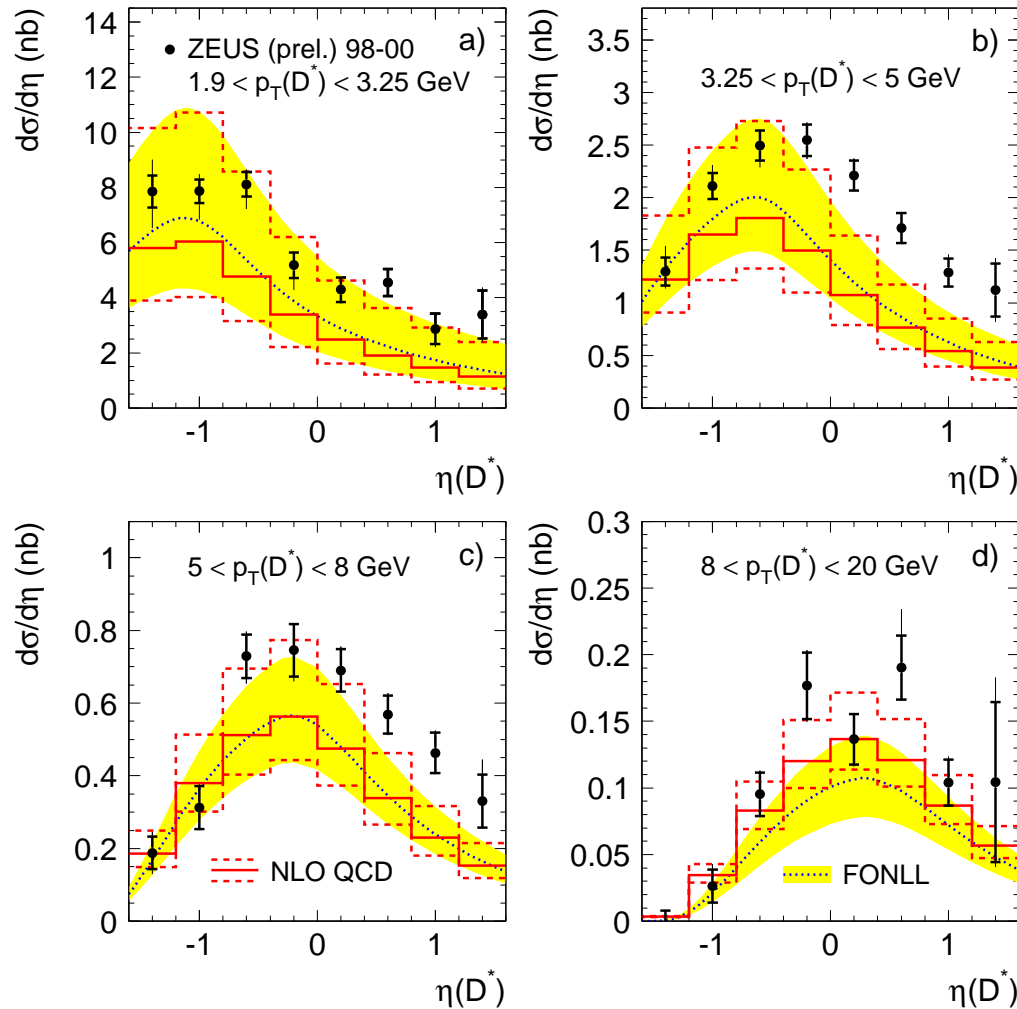 dσ/dη (nb)
14
12
10
8
6
4
2
0
a)
ZEUS (prel.) 98-00
1.9 < p_T(D^*) < 3.25 GeV
-1
0
1
η(D^*)
dσ/dη (nb)
3.5
3
2.5
2
1.5
1
0.5
0
b)
3.25 < p_T(D^*) < 5 GeV
-1
0
1
η(D^*)
dσ/dη (nb)
1
0.8
0.6
0.4
0.2
0
c)
5 < p_T(D^*) < 8 GeV
NLO QCD
-1
0
1
η(D^*)
dσ/dη (nb)
0.3
0.25
0.2
0.15
0.1
0.05
0
d)
8 < p_T(D^*) < 20 GeV
FONLL
-1
0
1
η(D^*)